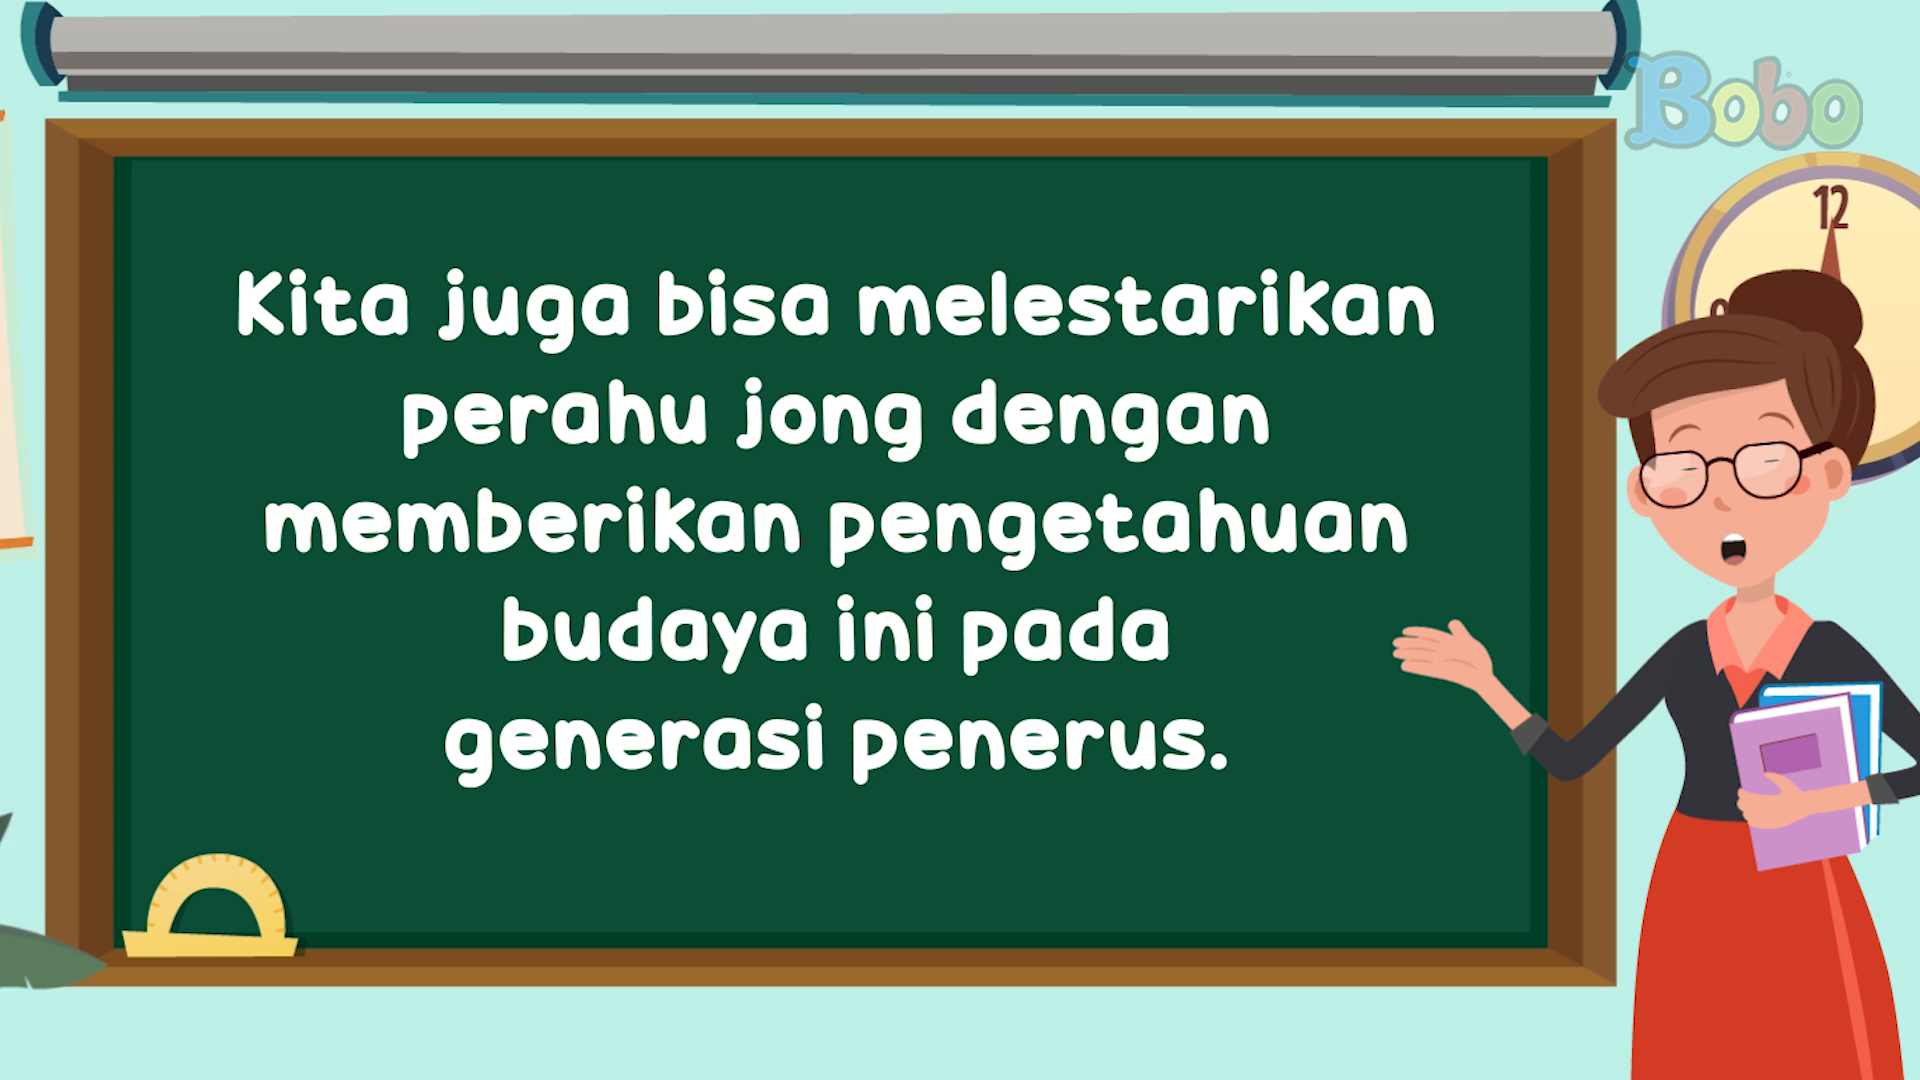 Bobo
12
Kita juga bisa melestarikan
perahu jong dengan
memberikan pengetahuan
budaya ini pada
generasi penerus.